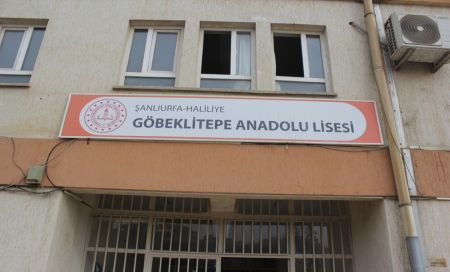 ŞANLIURFA-HALİLİYE
GÖBEKLİTEPE ANADOLU LİSESİ